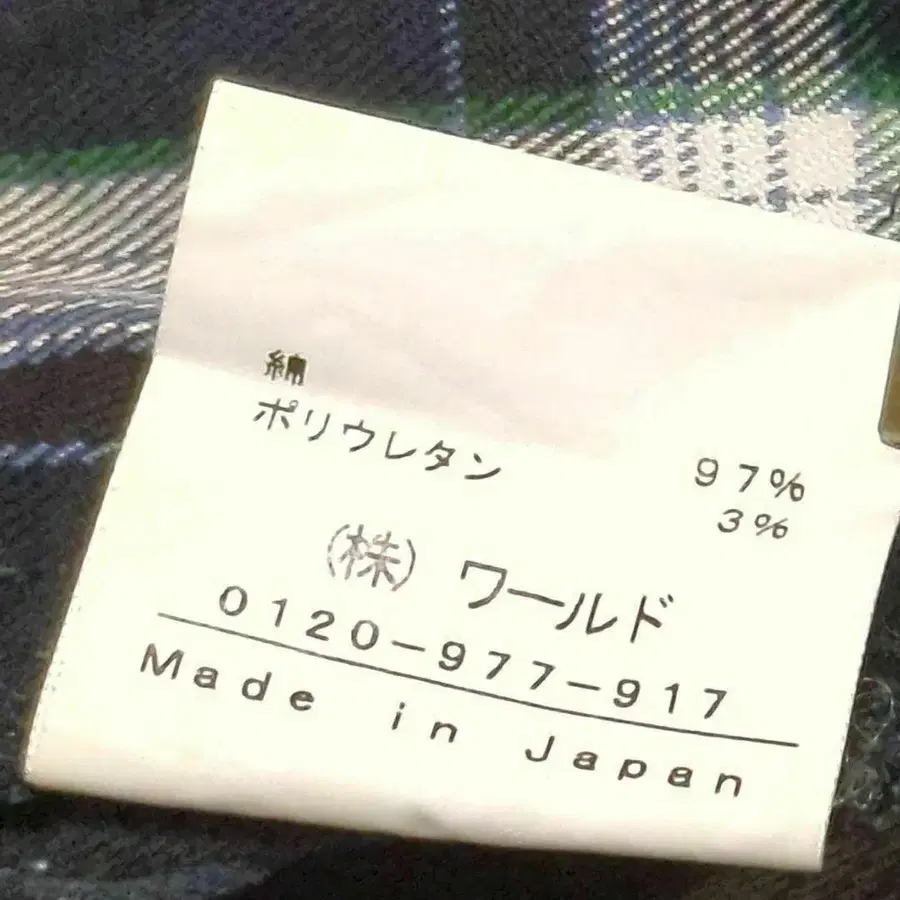 綿 97%
ポリウレタン 3%
(株) ワールド
0120-977-917
Made in Japan